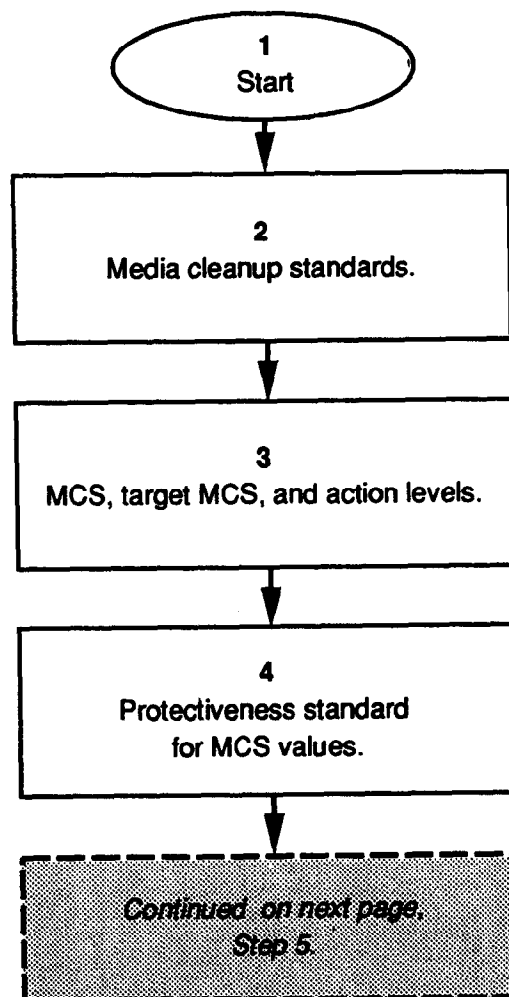 1
Start
2
Media cleanup standards.
3
MCS, target MCS, and action levels.
4
Protectiveness standard
for MCS values.
Continued on next page,
Step 5.